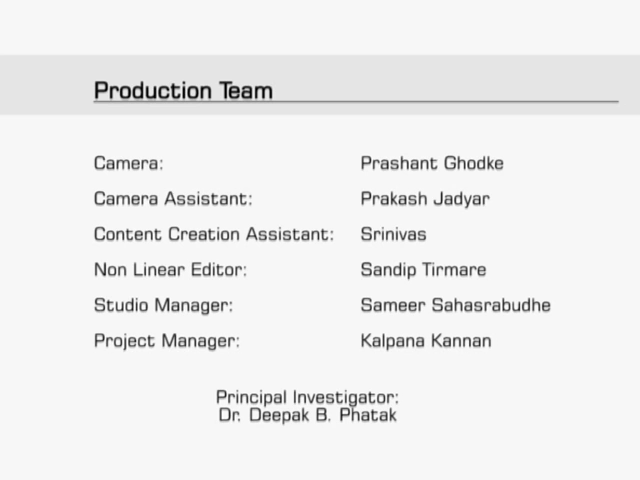 Production Team
Camera: Prashant Ghodke
Camera Assistant: Prakash Jadyar
Content Creation Assistant: Srinivas
Non Linear Editor: Sandip Tirmare
Studio Manager: Sameer Sahasrabudhe
Project Manager: Kalpana Kannan
Principal Investigator:
Dr. Deepak B. Phatak